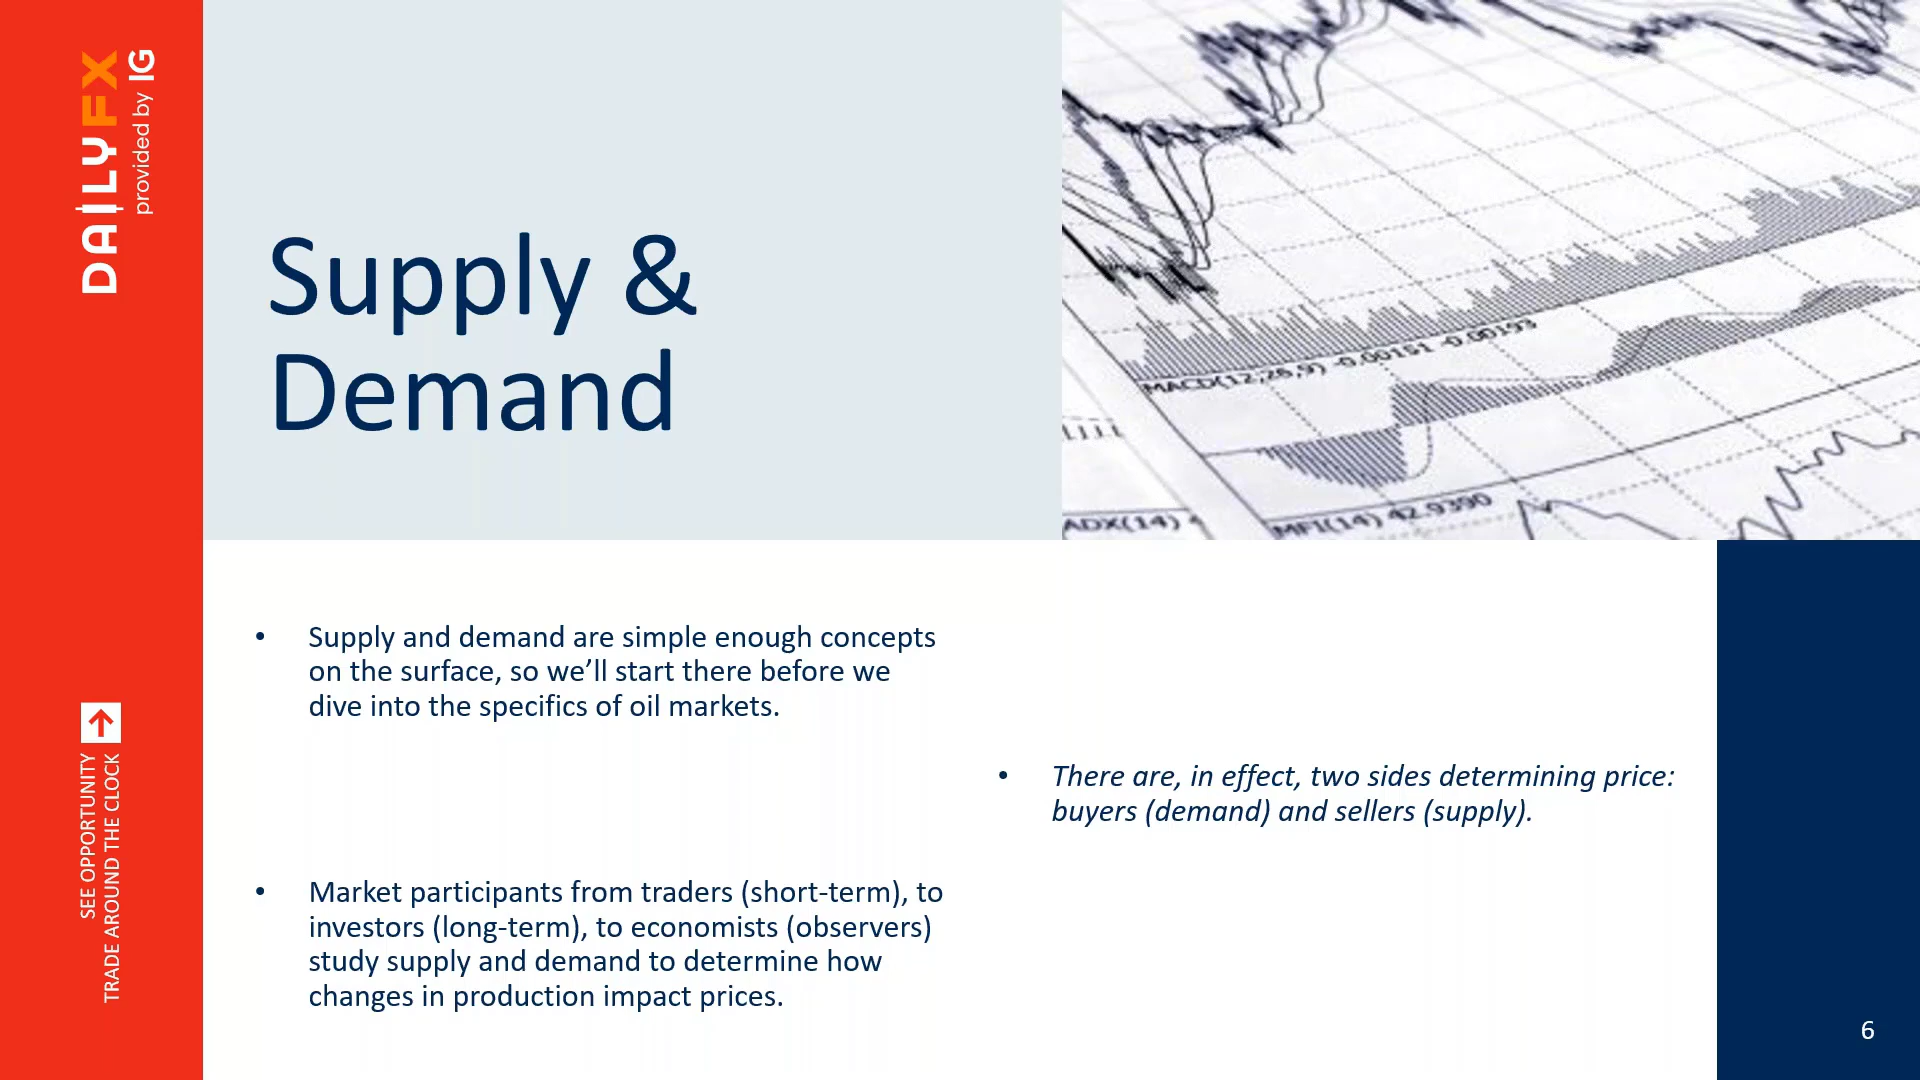 DAILYFX
provided by IG
SEE OPPORTUNITY
TRADE AROUND THE CLOCK
Supply &
Demand
MACD(12,26,9) -0.00151 -0.00193
ADX(14)
MFI(14) 42.9390
• Supply and demand are simple enough concepts
on the surface, so we’ll start there before we
dive into the specifics of oil markets.
• Market participants from traders (short-term), to
investors (long-term), to economists (observers)
study supply and demand to determine how
changes in production impact prices.
• There are, in effect, two sides determining price:
buyers (demand) and sellers (supply).
6